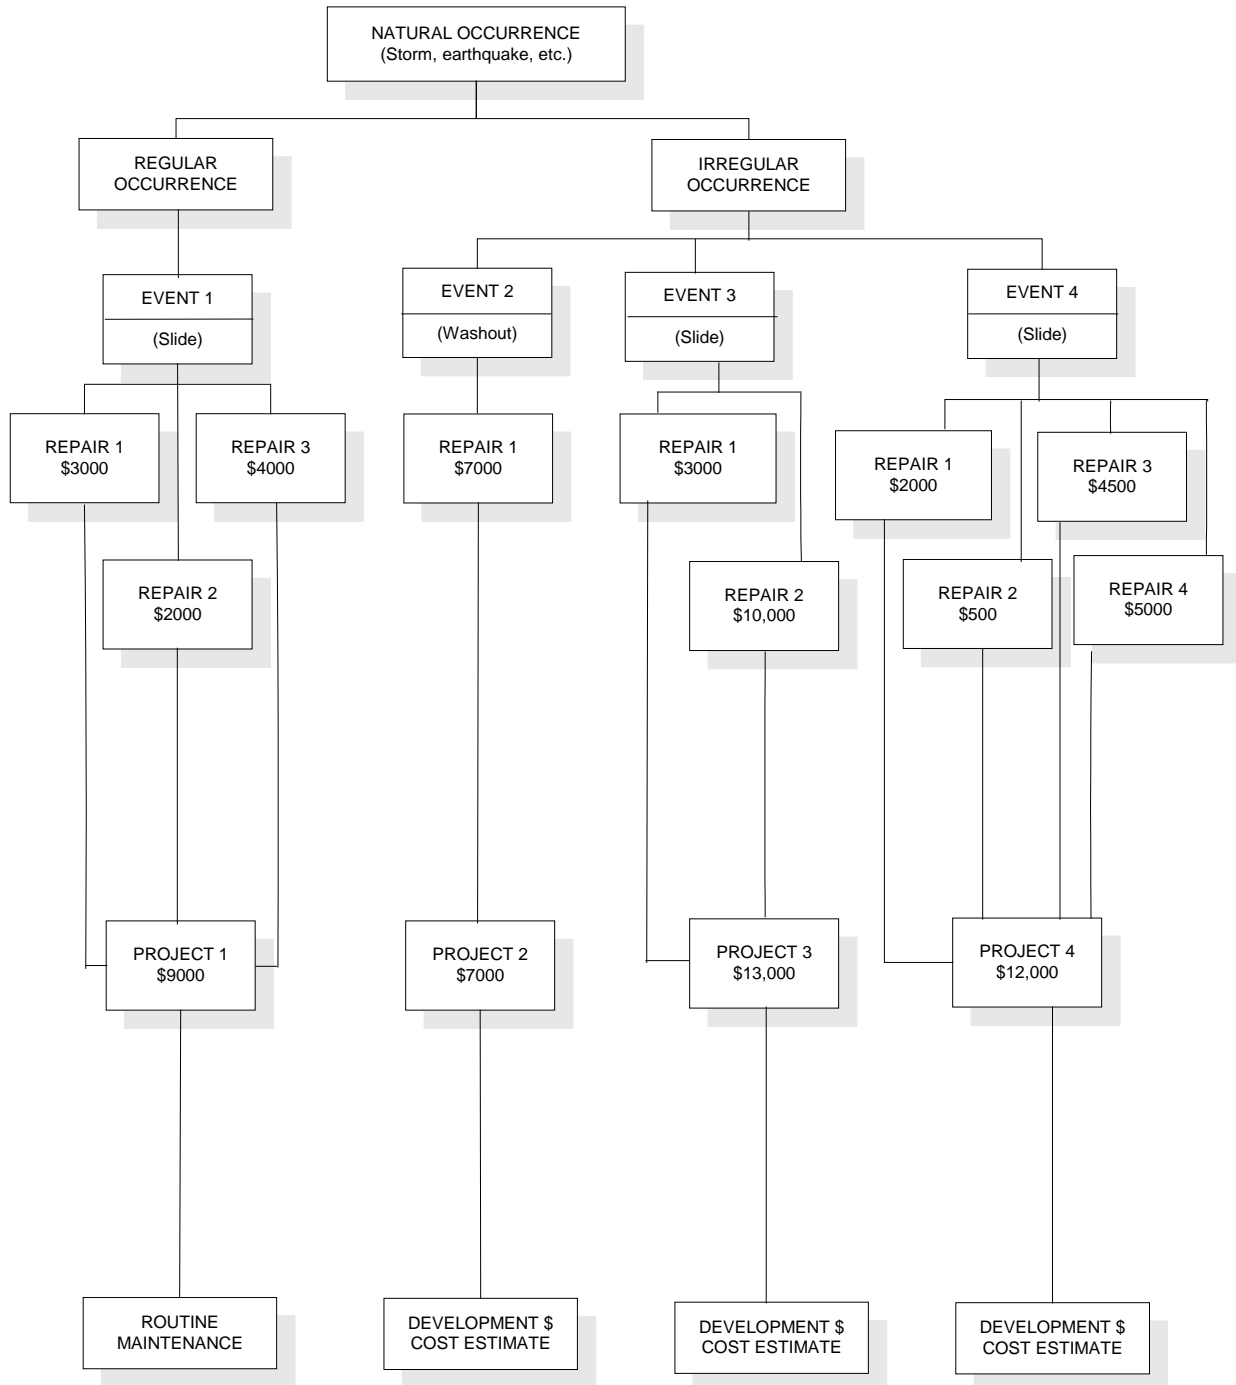 NATURAL OCCURRENCE
(Storm, earthquake, etc.)
REGULAR
OCCURRENCE
IRREGULAR
OCCURRENCE
EVENT 1
(Slide)
EVENT 2
(Washout)
EVENT 3
(Slide)
EVENT 4
(Slide)
REPAIR 1
$3000
REPAIR 3
$4000
REPAIR 1
$7000
REPAIR 1
$3000
REPAIR 1
$2000
REPAIR 3
$4500
REPAIR 2
$2000
REPAIR 2
$10,000
REPAIR 2
$500
REPAIR 4
$5000
PROJECT 1
$9000
PROJECT 2
$7000
PROJECT 3
$13,000
PROJECT 4
$12,000
ROUTINE
MAINTENANCE
DEVELOPMENT $
COST ESTIMATE
DEVELOPMENT $
COST ESTIMATE
DEVELOPMENT $
COST ESTIMATE